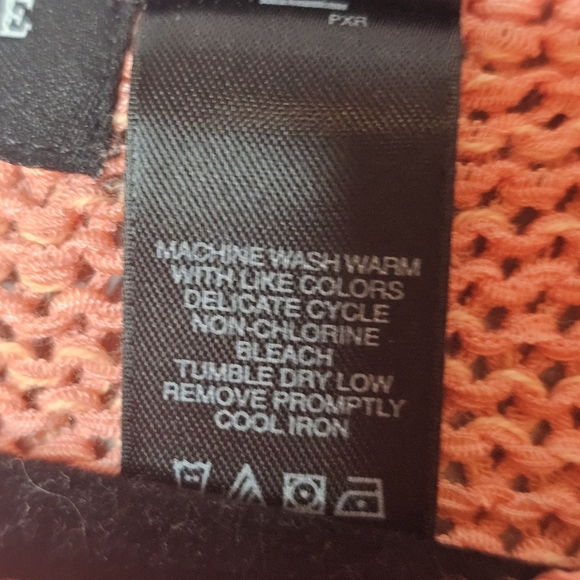 PXR
MACHINE WASH WARM
WITH LIKE COLORS
DELICATE CYCLE
NON-CHLORINE
BLEACH
TUMBLE DRY LOW
REMOVE PROMPTLY
COOL IRON